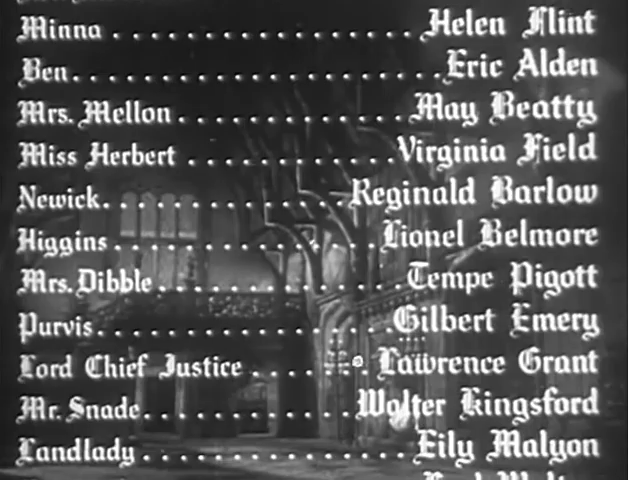 Minna . . . . . . . . . . . . . . . . . . Helen Flint
Ben. . . . . . . . . . . . . . . . . . . . . .Eric Alden
Mrs. Mellon . . . . . . . . . . . . . May Beatty
Miss Herbert . . . . . . . . . . . .Virginia Field
Newick. . . . . . . . . . . . . . Reginald Barlow
Higgins . . . . . . . . . . . . . . . .Lionel Belmore
Mrs. Dibble . . . . . . . . . . . . . . .Tempe Pigott
Purvis. . . . . . . . . . . . . . . . . .Gilbert Emery
Lord Chief Justice . . . . . . . Lawrence Grant
Mr. Snade. . . . . . . . . . . . .Walter Kingsford
Landlady . . . . . . . . . . . . . . . . Eily Malyon